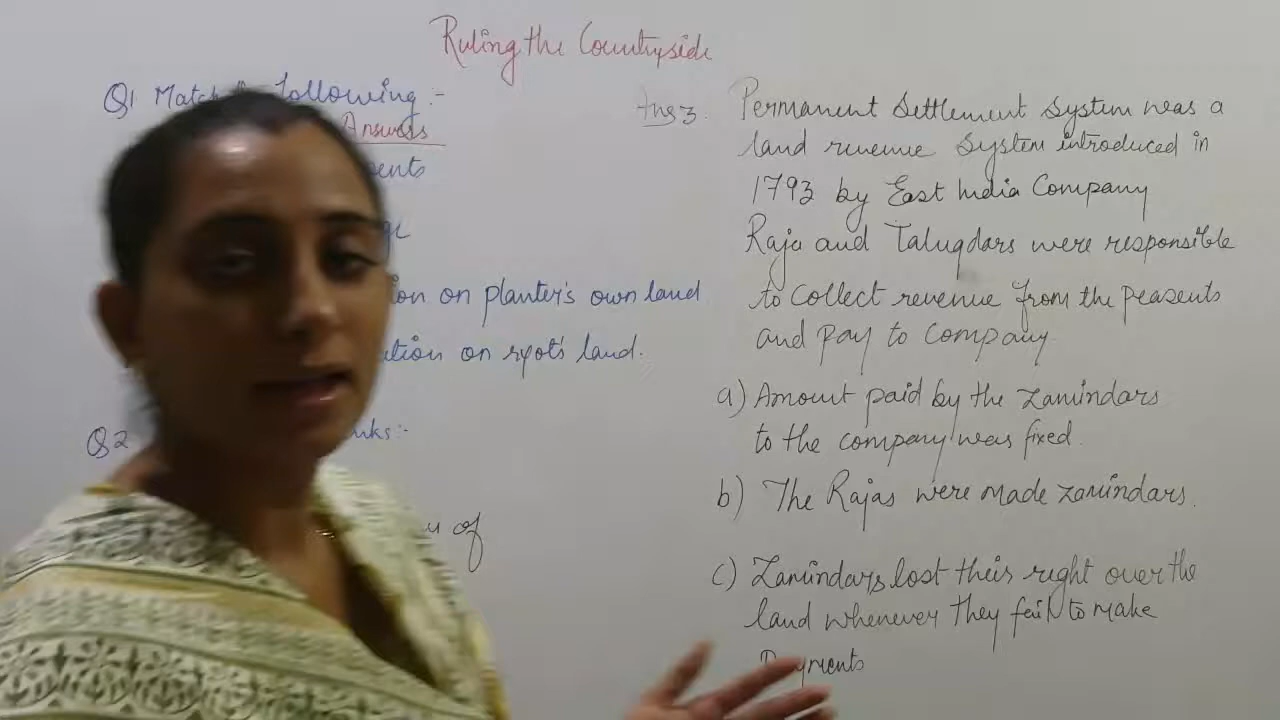 Ruling the Countryside
Q1 Match following:-
Answers
on planter's own land
on ryot's land.
Q2
of
Ans 3.
Permanent Settlement System was a
land revenue System introduced in
1793 by East India Company
Raja and Taluqdars were responsible
to Collect revenue from the peasents
and pay to Company.
a) Amount paid by the zamindars
to the company was fixed.
b) The Rajas were made zamindars.
c) Zamindars lost their right over the
land whenever they fail to make
Payments